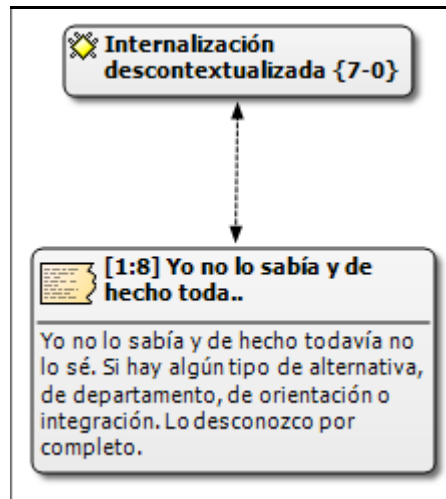 Internalización
descontextualizada {7-0}
[1:8] Yo no lo sabía y de
hecho toda..
Yo no lo sabía y de hecho todavía no
lo sé. Si hay algún tipo de alternativa,
de departamento, de orientación o
integración. Lo desconozco por
completo.